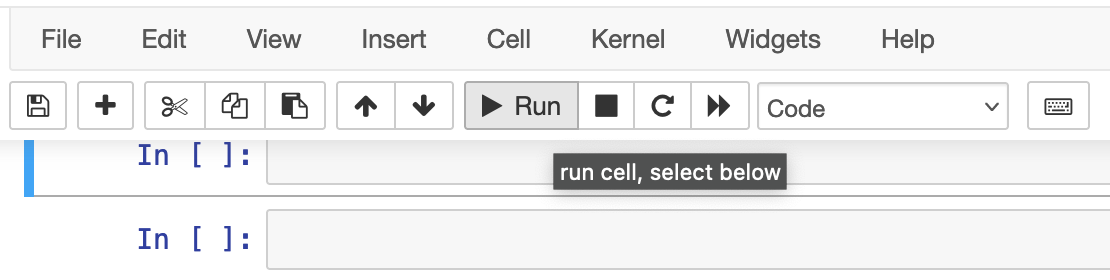 File Edit View Insert Cell Kernel Widgets Help
Run Code
In [ ]:
run cell, select below
In [ ]: